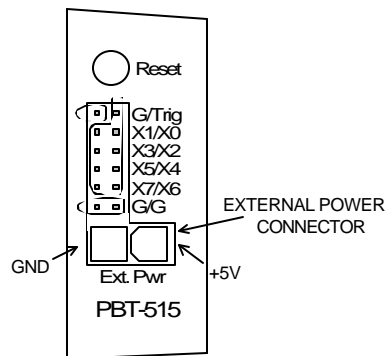 Reset
G/Trig
X1/X0
X3/X2
X5/X4
X7/X6
G/G
EXTERNAL POWER
CONNECTOR
GND
+5V
Ext. Pwr
PBT-515